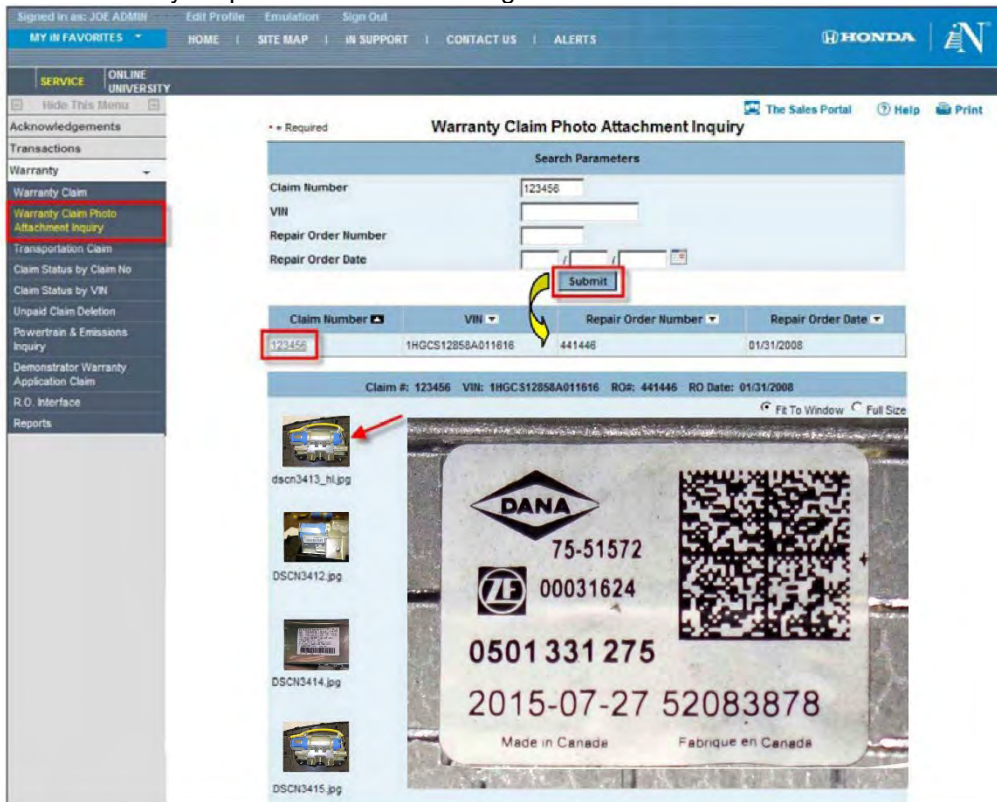 Signed in as: JOE ADMIN Edit Profile Emulation Sign Out
MY iN FAVORITES HOME | SITE MAP | iN SUPPORT | CONTACT US | ALERTS HONDA iN
SERVICE ONLINE UNIVERSITY
Hide This Menu
Acknowledgements
Transactions
Warranty
Warranty Claim
Warranty Claim Photo
Attachment Inquiry
Transportation Claim
Claim Status by Claim No
Claim Status by VIN
Unpaid Claim Deletion
Powertrain & Emissions
Inquiry
Demonstrator Warranty
Application Claim
R.O. Interface
Reports
The Sales Portal Help Print
* = Required Warranty Claim Photo Attachment Inquiry
Search Parameters
Claim Number 123456
VIN
Repair Order Number
Repair Order Date / /
Submit
Claim Number VIN Repair Order Number Repair Order Date
123456 1HGCS12858A011616 441446 01/31/2008
Claim #: 123456 VIN: 1HGCS12858A011616 RO#: 441446 RO Date: 01/31/2008
Fit To Window Full Size
dscn3413_hl.jpg
DSCN3412.jpg
DSCN3414.jpg
DSCN3415.jpg
DANA
75-51572
ZF 00031624
0501 331 275
2015-07-27 52083878
Made in Canada Fabrique en Canada